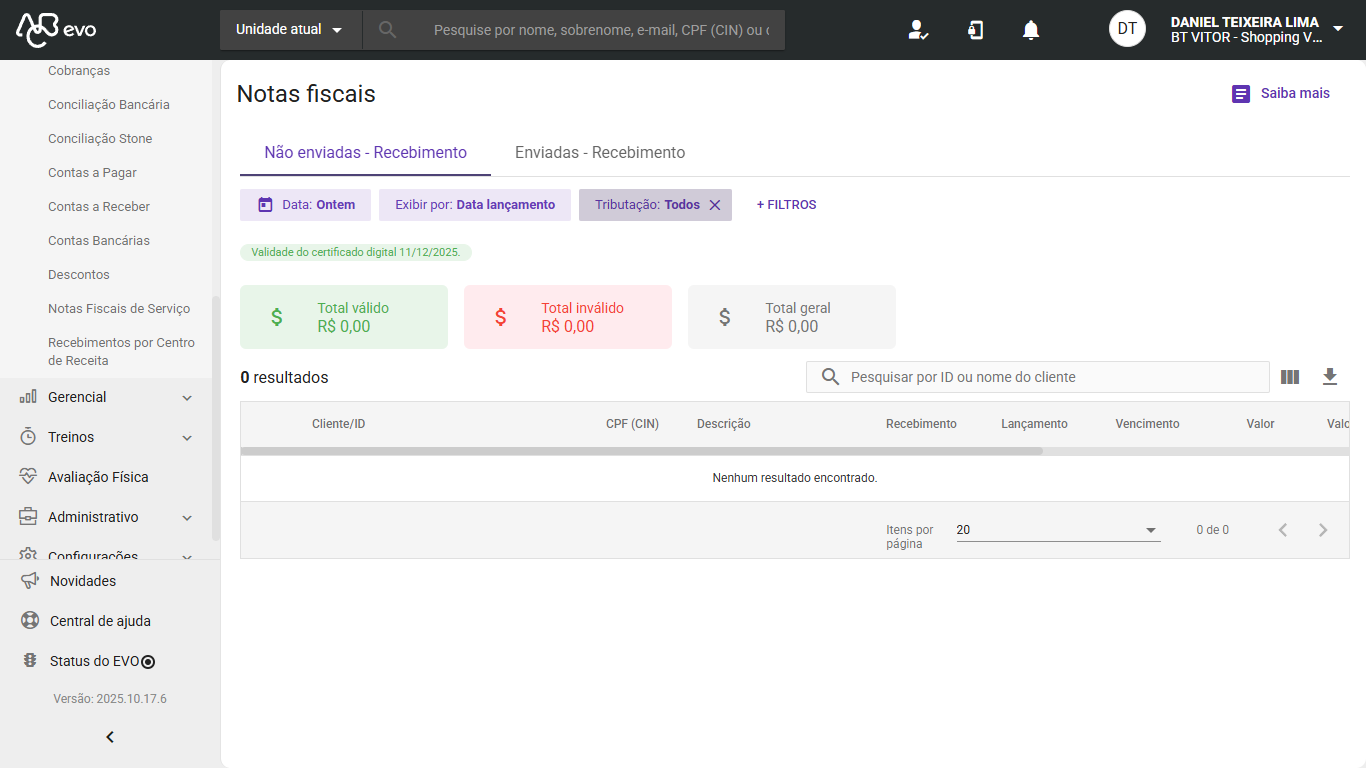 evo
Unidade atual
Pesquise por nome, sobrenome, e-mail, CPF (CIN) ou c
DT
DANIEL TEIXEIRA LIMA
BT VITOR - Shopping V...
Cobranças
Conciliação Bancária
Conciliação Stone
Contas a Pagar
Contas a Receber
Contas Bancárias
Descontos
Notas Fiscais de Serviço
Recebimentos por Centro
de Receita
Gerencial
Treinos
Avaliação Física
Administrativo
Configurações
Novidades
Central de ajuda
Status do EVO
Versão: 2025.10.17.6
Notas fiscais
Saiba mais
Não enviadas - Recebimento
Enviadas - Recebimento
Data: Ontem
Exibir por: Data lançamento
Tributação: Todos
+ FILTROS
Validade do certificado digital 11/12/2025.
$
Total válido
R$ 0,00
$
Total inválido
R$ 0,00
$
Total geral
R$ 0,00
0 resultados
Pesquisar por ID ou nome do cliente
Cliente/ID
CPF (CIN)
Descrição
Recebimento
Lançamento
Vencimento
Valor
Valo
Nenhum resultado encontrado.
Itens por
página
20
0 de 0